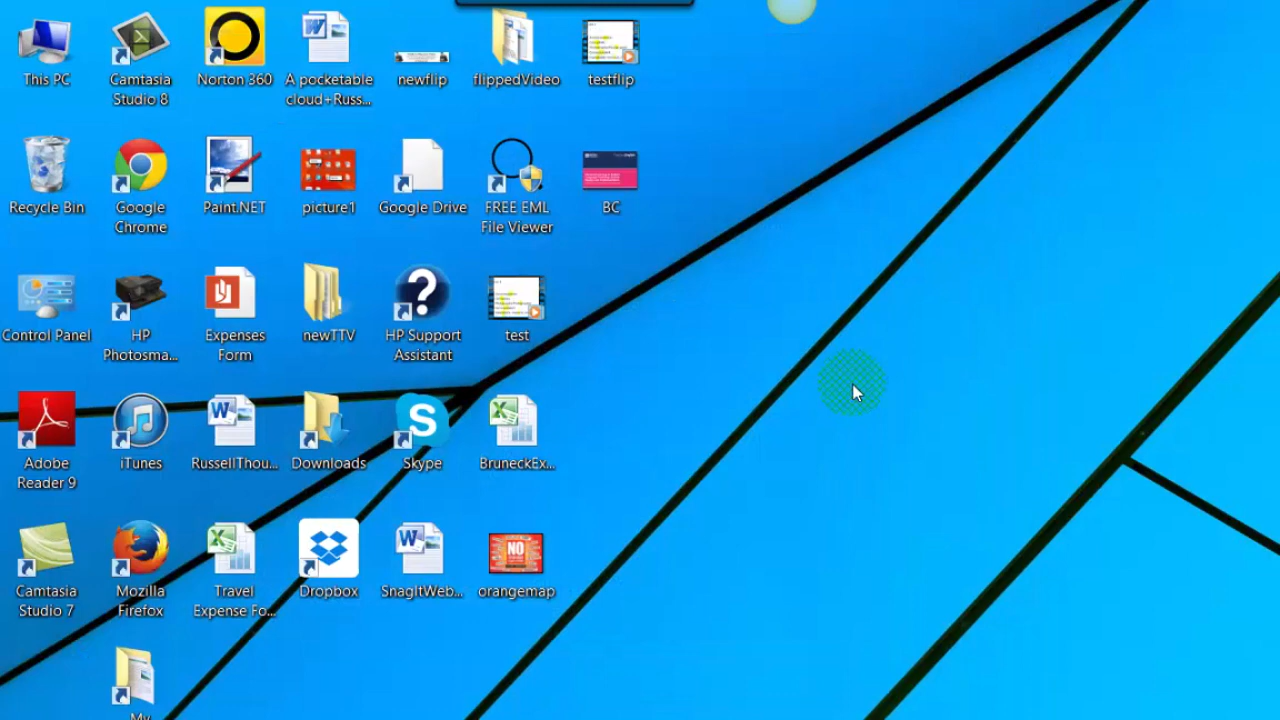 This PC
Camtasia
Studio 8
Norton 360
A pocketable
cloud+Russ...
newflip
flippedVideo
testflip
Recycle Bin
Google
Chrome
Paint.NET
picture1
Google Drive
FREE EML
File Viewer
BC
Control Panel
HP
Photosma...
Expenses
Form
newTTV
HP Support
Assistant
test
Adobe
Reader 9
iTunes
RussellThou...
Downloads
Skype
BruneckEx...
Camtasia
Studio 7
Mozilla
Firefox
Travel
Expense Fo...
Dropbox
SnagitWeb...
NO
orangemap
My